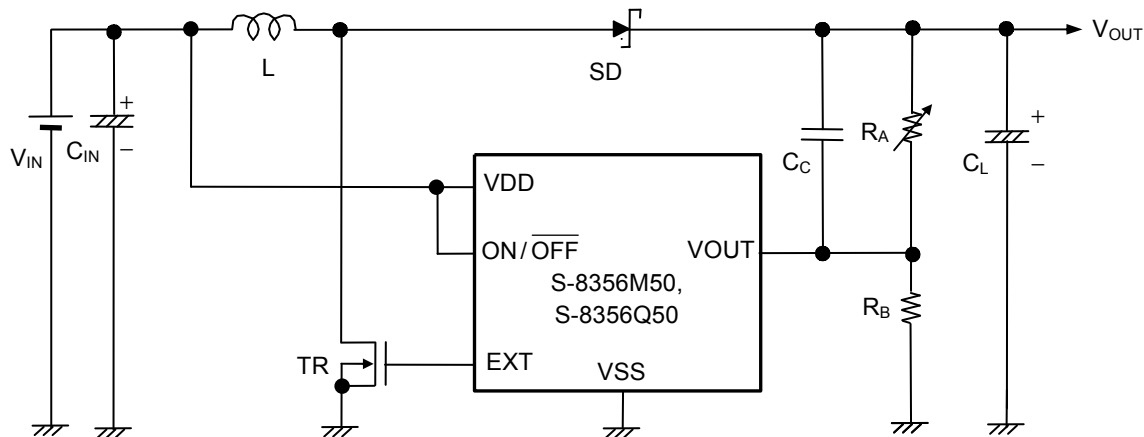 V_OUT
L
SD
+
+
V_IN
C_IN
−
R_A
C_C
C_L
−
VDD
ON/OFF
VOUT
S-8356M50,
S-8356Q50
R_B
TR
EXT
VSS